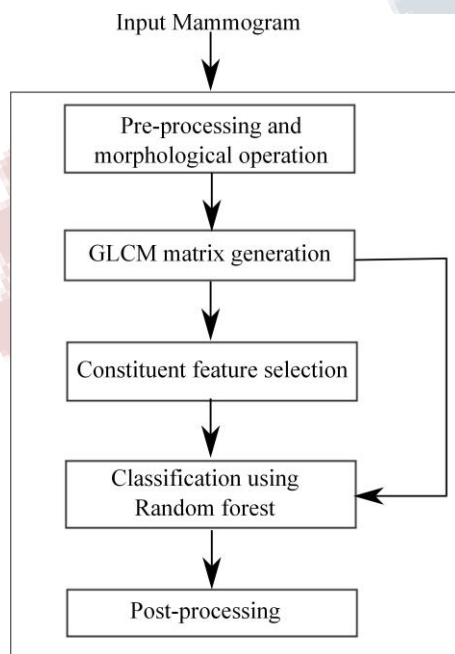 Input Mammogram
Pre-processing and
morphological operation
GLCM matrix generation
Constituent feature selection
Classification using
Random forest
Post-processing